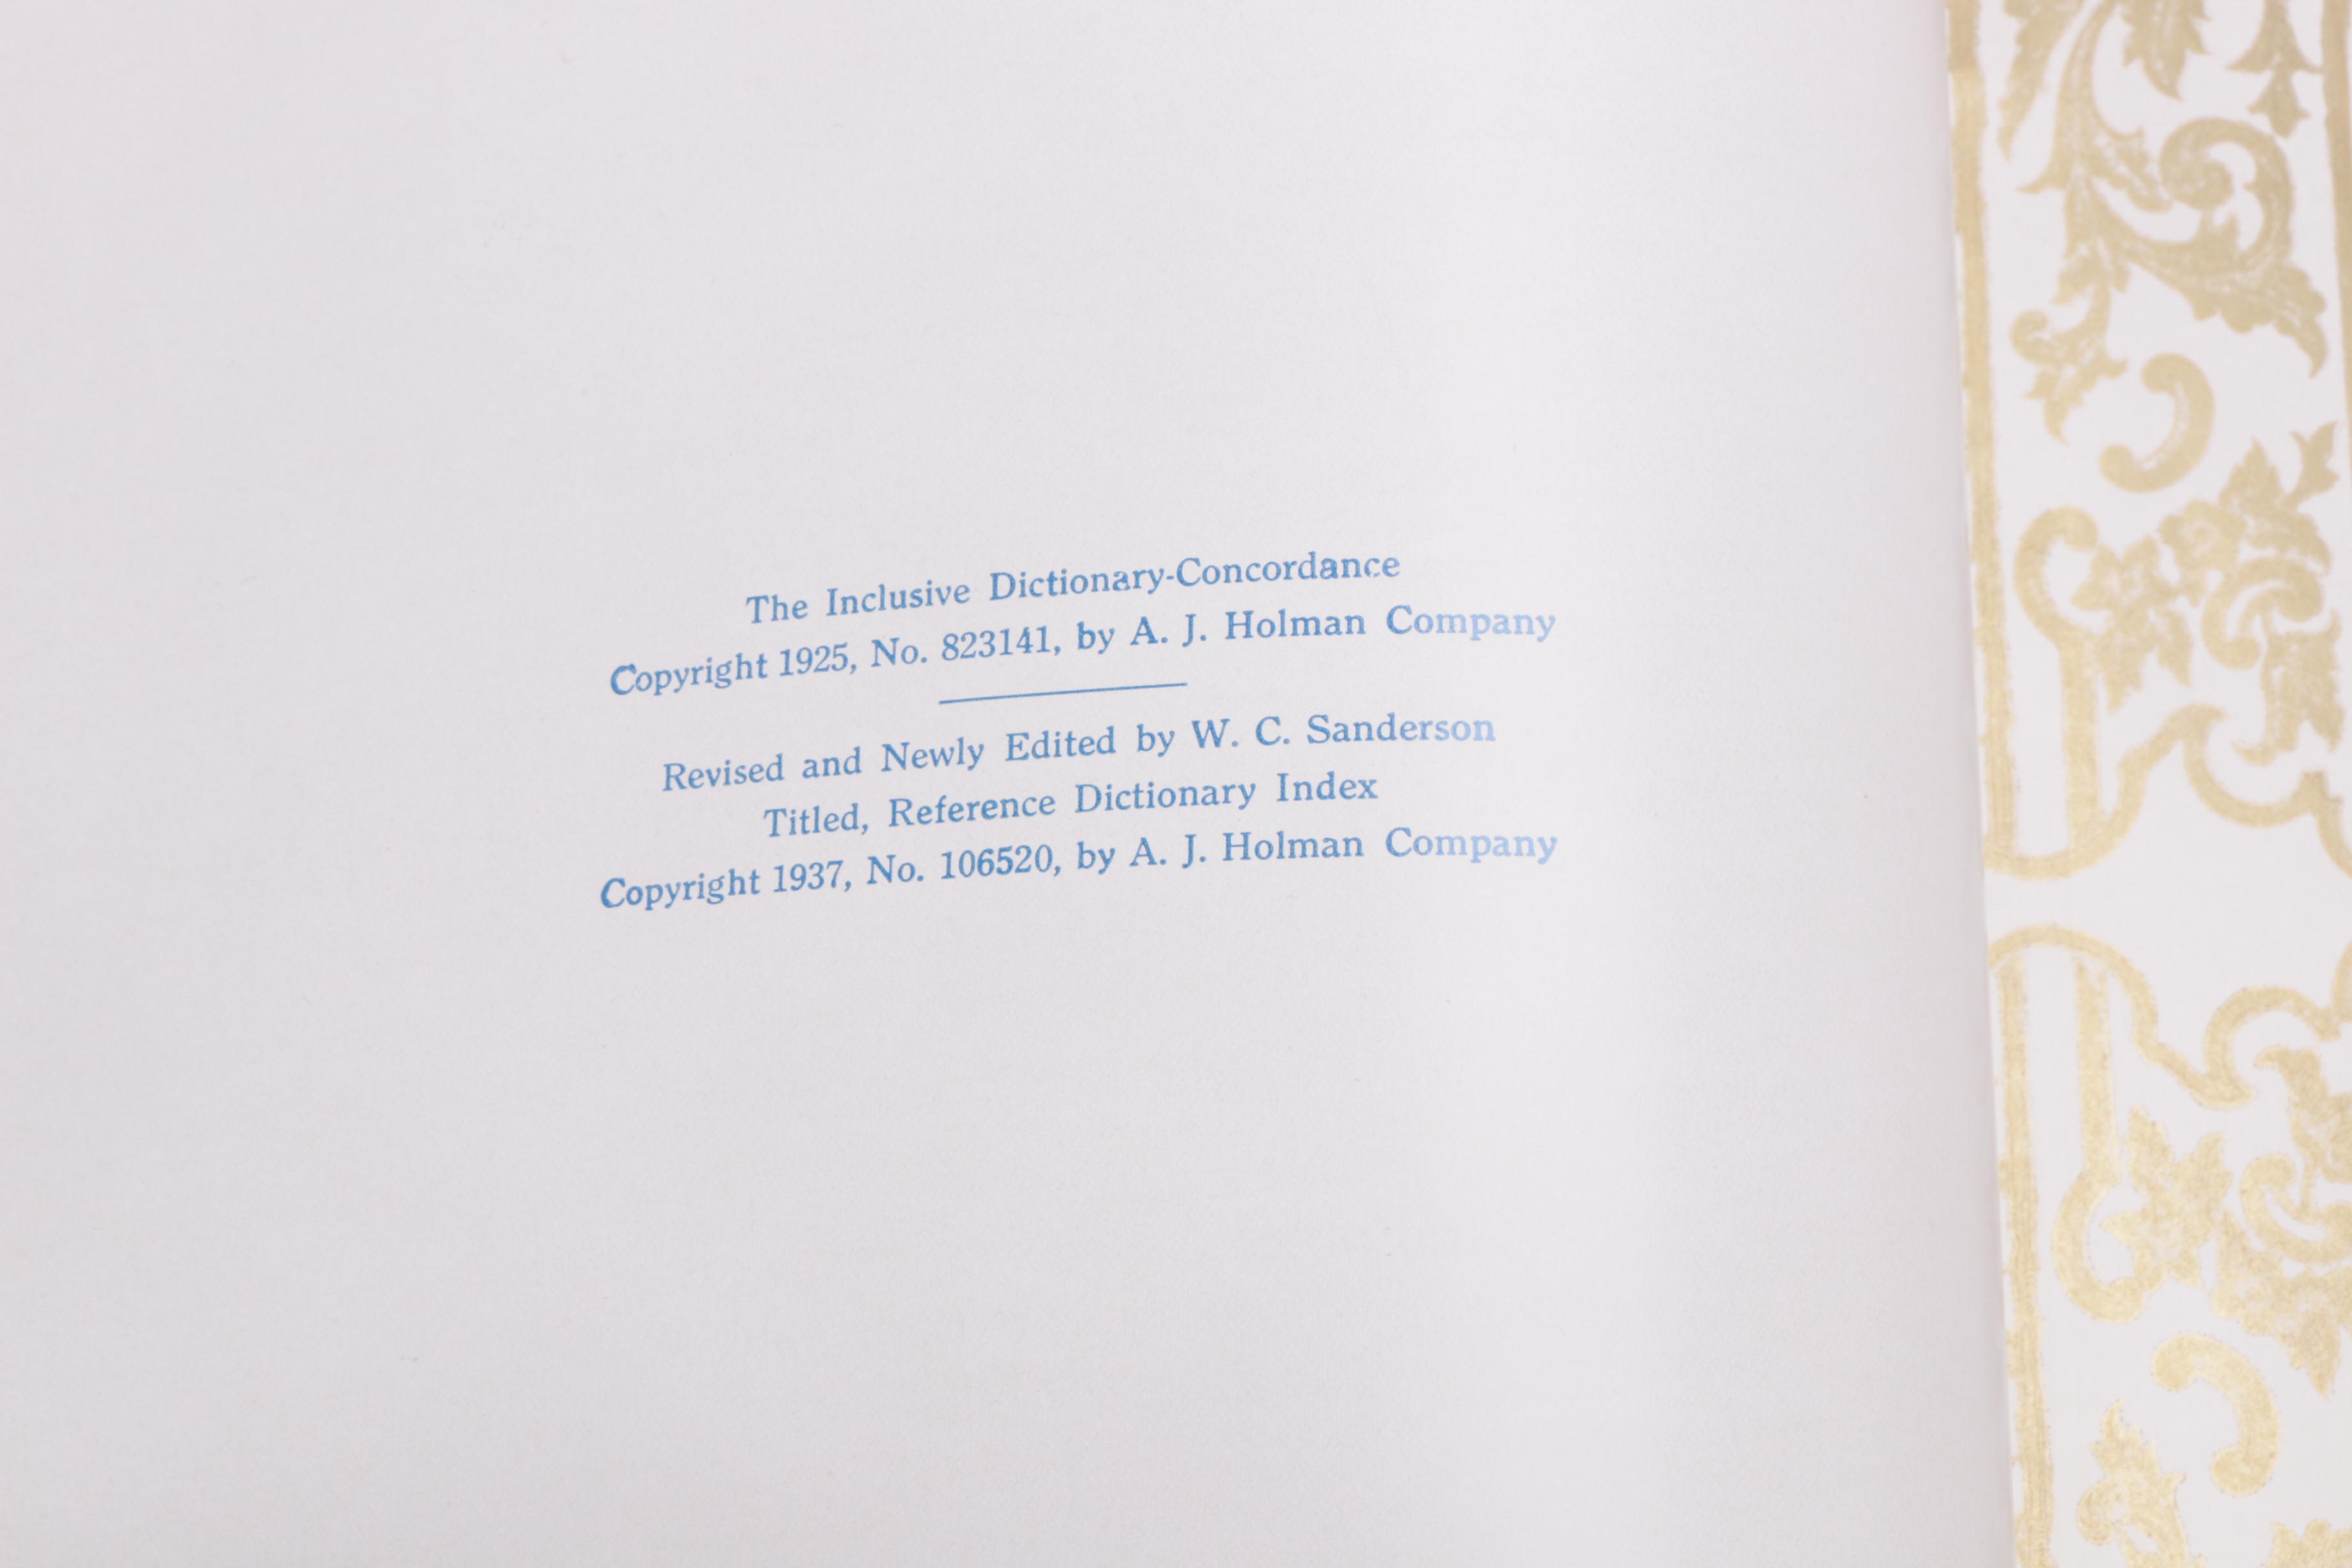 The Inclusive Dictionary-Concordance
Copyright 1925, No. 823141, by A. J. Holman Company
Revised and Newly Edited by W. C. Sanderson
Titled, Reference Dictionary Index
Copyright 1937, No. 106520, by A. J. Holman Company